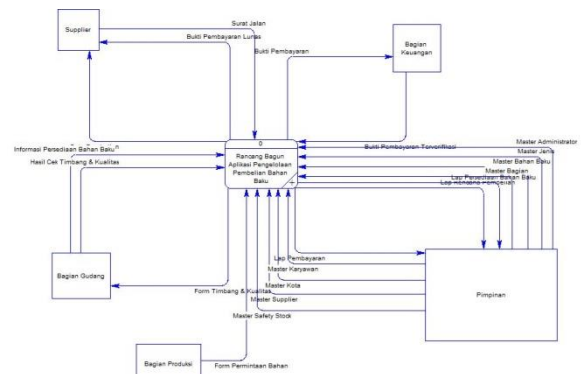 Supplier
Surat Jalan
Bukti Pembayaran Lunas
Bukti Pembayaran
Bagian
Keuangan
0
Rancang Bagun
Aplikasi Pengelolaan
Pembelian Bahan
Baku
+
Informasi Persediaan Bahan Baku
Hasil Cek Timbang & Kualitas
Bukti Pembayaran Terverifikasi
Master Administrator
Master Jenis
Master Bahan Baku
Master Bagian
Lap Persediaan Bahan Baku
Lap Rencana Pembelian
Bagian Gudang
Form Timbang & Kualitas
Lap Pembayaran
Master Karyawan
Master Kota
Master Supplier
Master Safety Stock
Pimpinan
Bagian Produksi
Form Permintaan Bahan